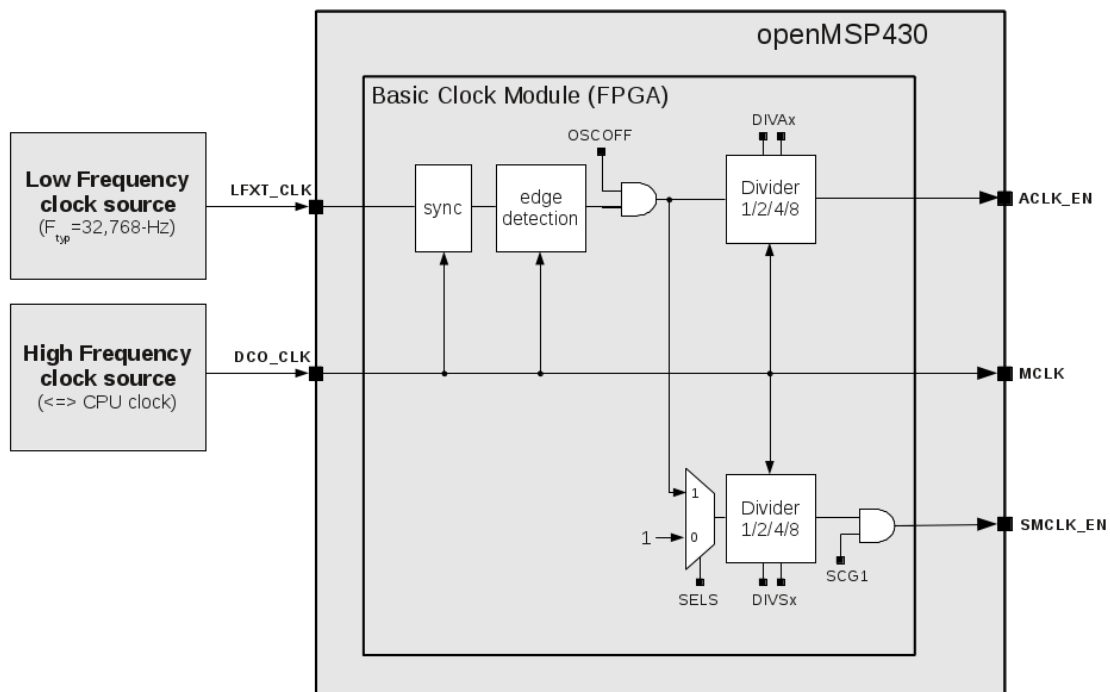 openMSP430
Basic Clock Module (FPGA)
OSCOFF
DIVAx
Low Frequency
clock source
(Ftyp=32,768-Hz)
LFXT_CLK
sync
edge
detection
Divider
1/2/4/8
ACLK_EN
High Frequency
clock source
(<=> CPU clock)
DCO_CLK
MCLK
1
1
0
Divider
1/2/4/8
SMCLK_EN
SELS
DIVSx
SCG1